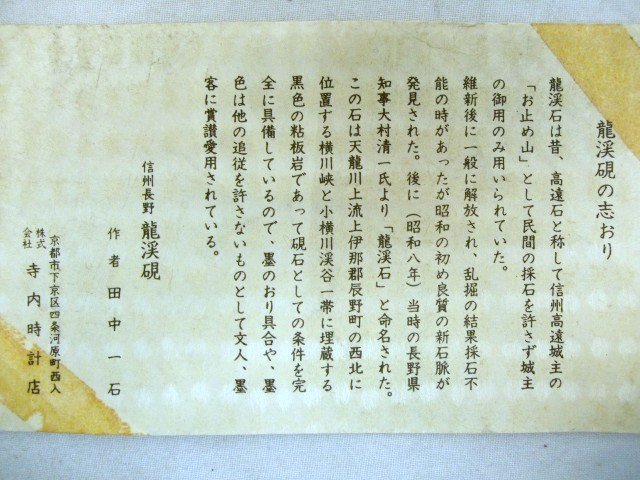 龍渓硯の志おり
龍渓石は昔、高遠石と称して信州高遠城主の
「お止め山」として民間の採石を許さず城主
の御用のみ用いられていた。
維新後に一般に解放され、乱掘の結果採石不
能の時があったが昭和の初め良質の新石脈が
発見された。後に（昭和八年）当時の長野県
知事大村清一氏より「龍渓石」と命名された。
この石は天龍川上流上伊那郡辰野町の西北に
位置する横川峡と小横川渓谷一帯に埋蔵する
黒色の粘板岩であって硯石としての条件を完
全に具備しているので、墨のおり具合や、墨
色は他の追従を許さないものとして文人、墨
客に賞讃愛用されている。
信州長野 龍渓硯
作者 田中一石
京都市下京区四条河原町西入
株式会社 寺内時計店